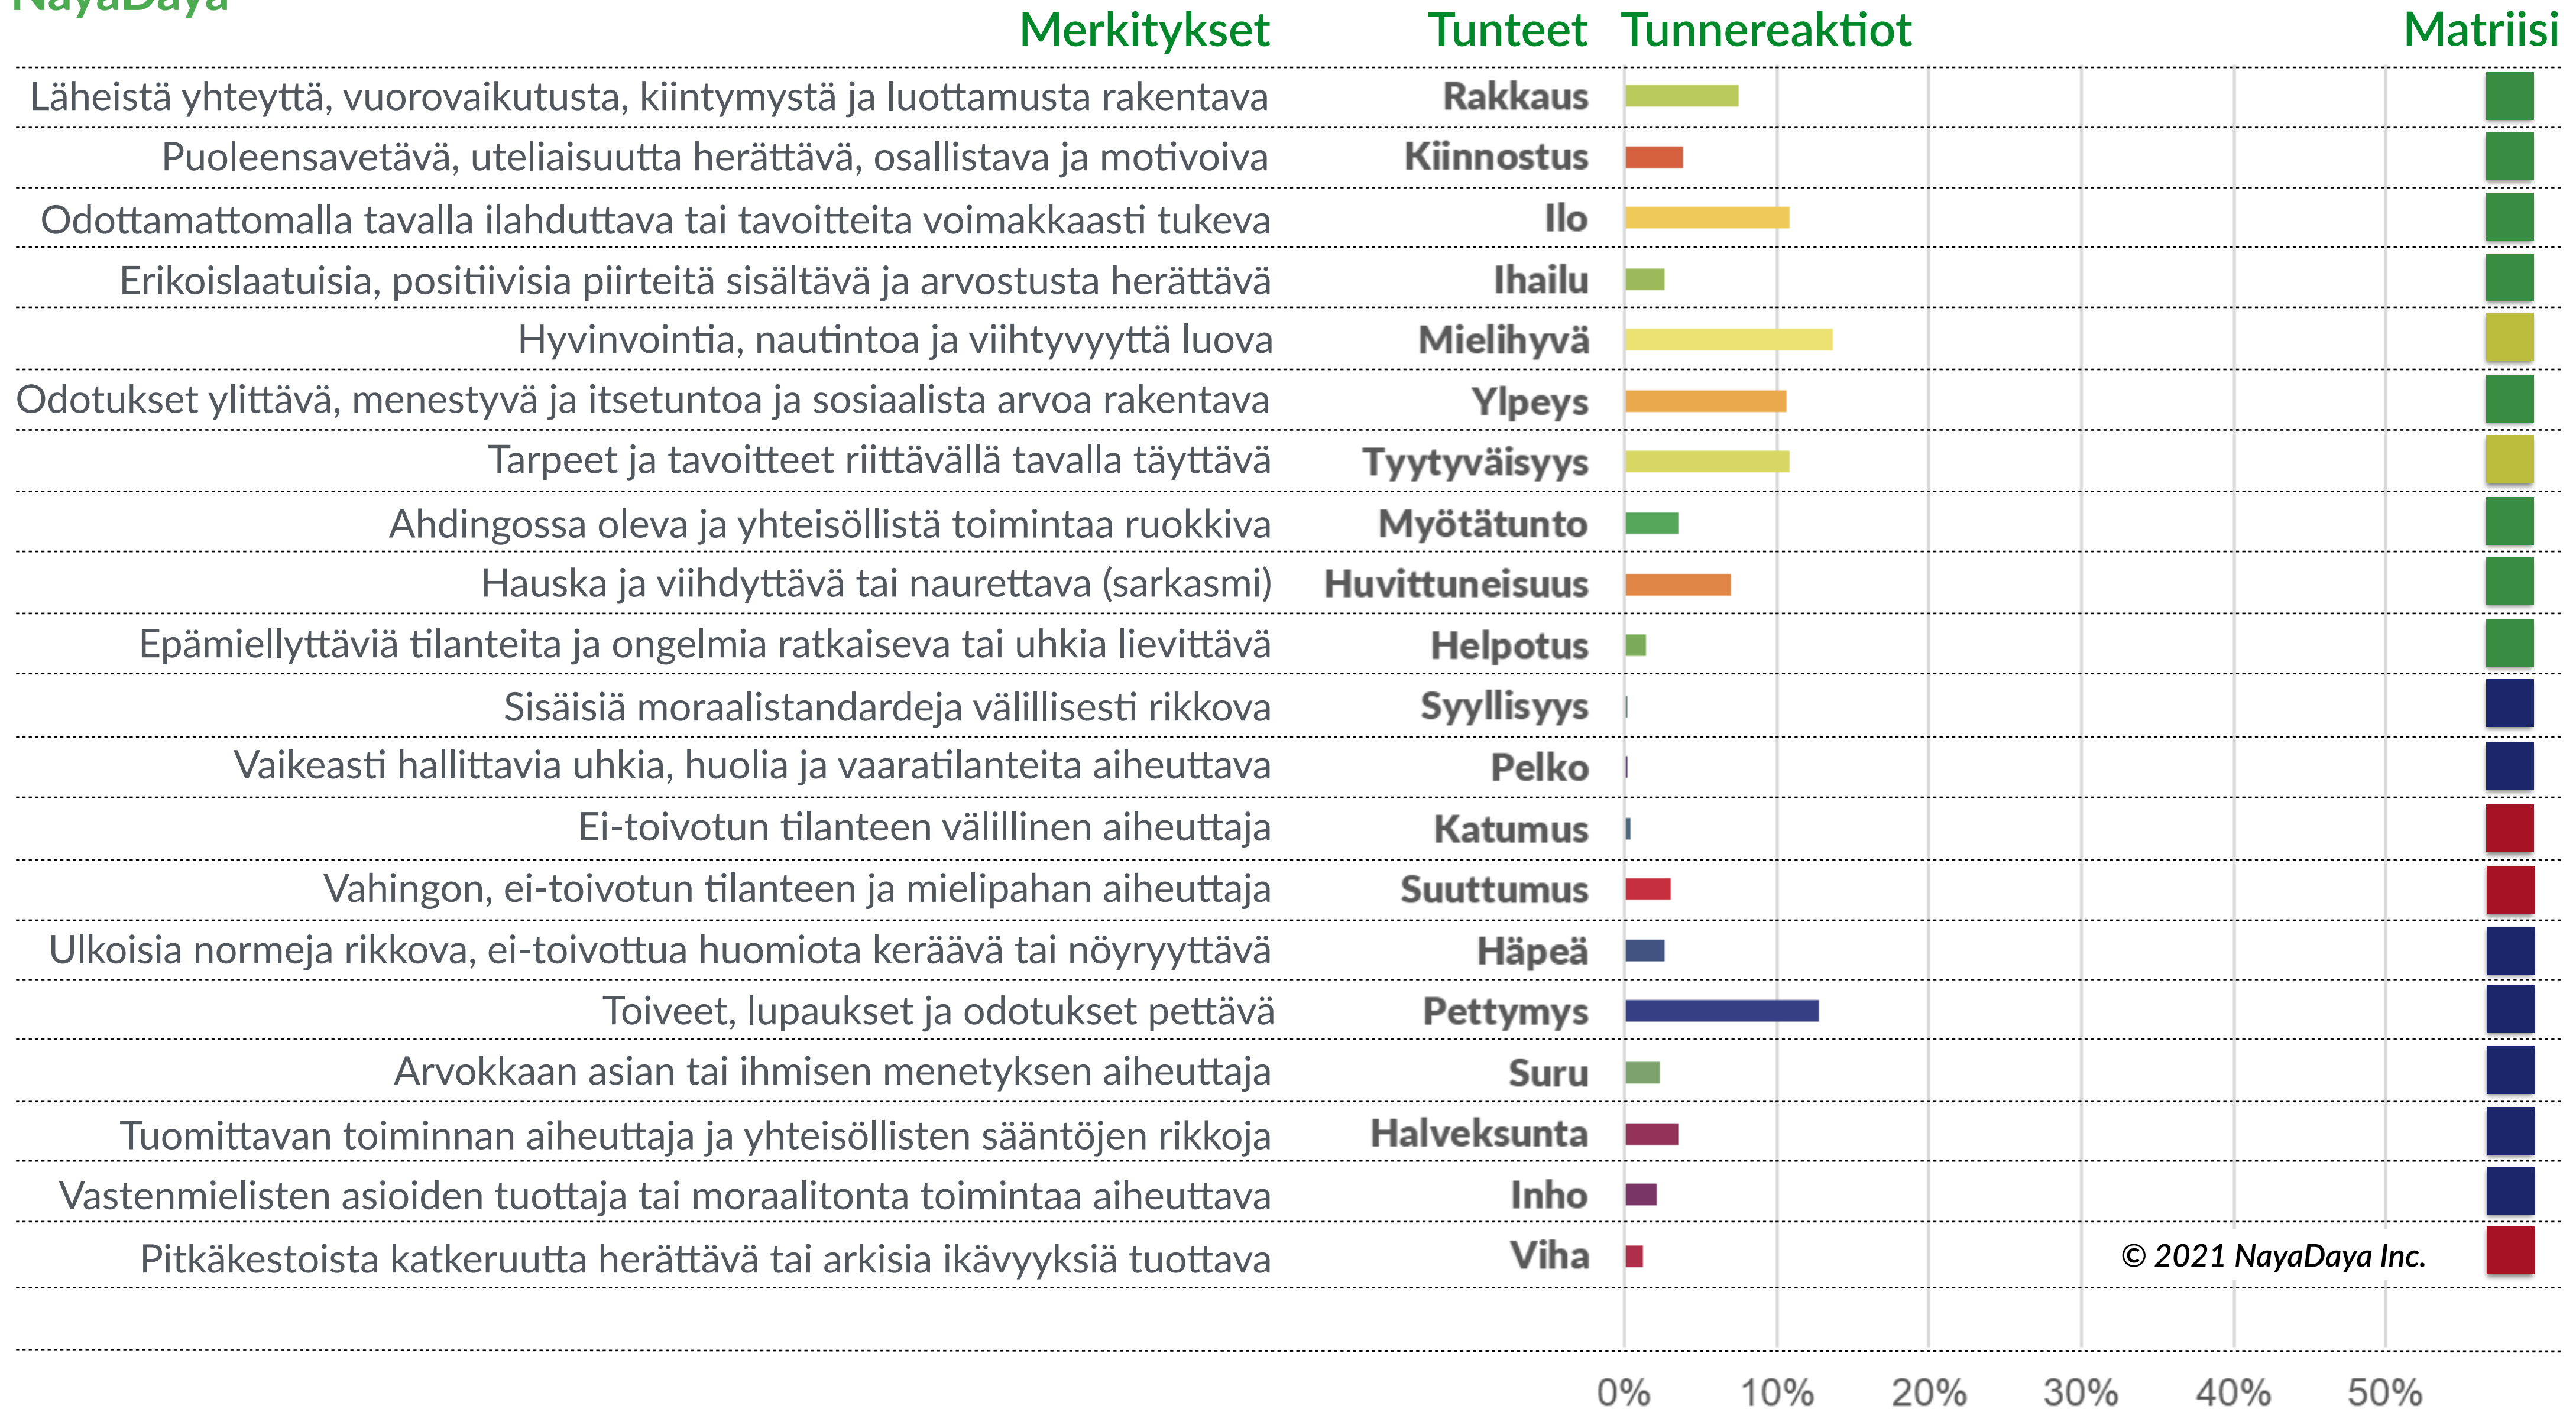 NayaDaya
Merkitykset Tunteet Tunnereaktiot Matriisi
Läheistä yhteyttä, vuorovaikutusta, kiintymystä ja luottamusta rakentava Rakkaus
Puoleensavetävä, uteliaisuutta herättävä, osallistava ja motivoiva Kiinnostus
Odottamattomalla tavalla ilahduttava tai tavoitteita voimakkaasti tukeva Ilo
Erikoislaatuisia, positiivisia piirteitä sisältävä ja arvostusta herättävä Ihailu
Hyvinvointia, nautintoa ja viihtyvyyttä luova Mielihyvä
Odotukset ylittävä, menestyvä ja itsetuntoa ja sosiaalista arvoa rakentava Ylpeys
Tarpeet ja tavoitteet riittävällä tavalla täyttävä Tyytyväisyys
Ahdingossa oleva ja yhteisöllistä toimintaa ruokkiva Myötätunto
Hauska ja viihdyttävä tai naurettava (sarkasmi) Huvittuneisuus
Epämiellyttäviä tilanteita ja ongelmia ratkaiseva tai uhkia lievittävä Helpotus
Sisäisiä moraalistandardeja välillisesti rikkova Syyllisyys
Vaikeasti hallittavia uhkia, huolia ja vaaratilanteita aiheuttava Pelko
Ei-toivotun tilanteen välillinen aiheuttaja Katumus
Vahingon, ei-toivotun tilanteen ja mielipahan aiheuttaja Suuttumus
Ulkoisia normeja rikkova, ei-toivottua huomiota keräävä tai nöyryyttävä Häpeä
Toiveet, lupaukset ja odotukset pettävä Pettymys
Arvokkaan asian tai ihmisen menetyksen aiheuttaja Suru
Tuomittavan toiminnan aiheuttaja ja yhteisöllisten sääntöjen rikkoja Halveksunta
Vastenmielisten asioiden tuottaja tai moraalitonta toimintaa aiheuttava Inho
Pitkäkestoista katkeruutta herättävä tai arkisia ikävyyksiä tuottava Viha © 2021 NayaDaya Inc.
0% 10% 20% 30% 40% 50%